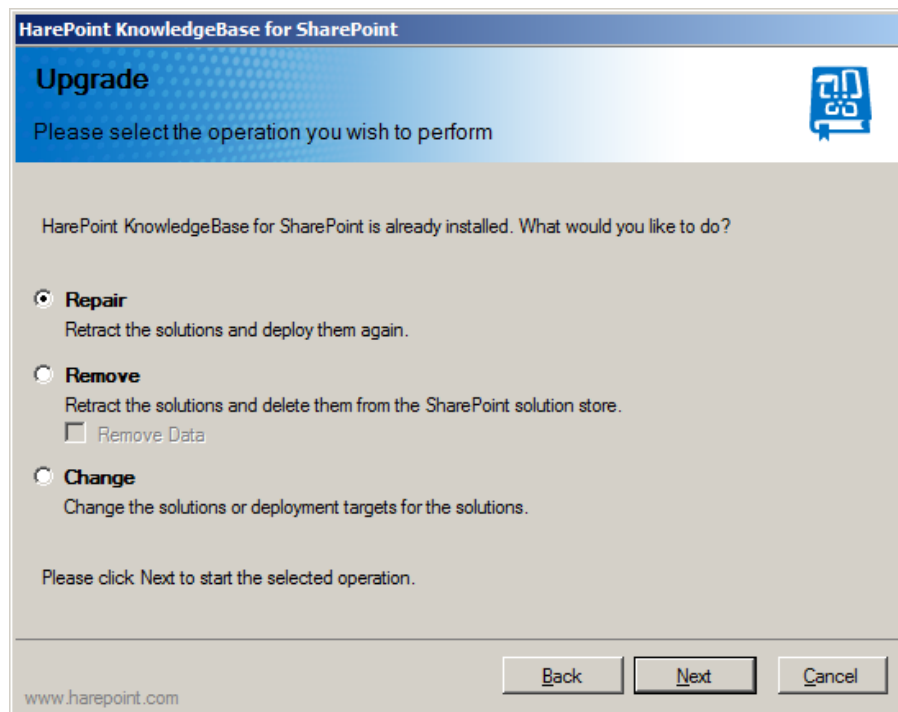 HarePoint KnowledgeBase for SharePoint
Upgrade
Please select the operation you wish to perform
HarePoint KnowledgeBase for SharePoint is already installed. What would you like to do?
Repair
Retract the solutions and deploy them again.
Remove
Retract the solutions and delete them from the SharePoint solution store.
Remove Data
Change
Change the solutions or deployment targets for the solutions.
Please click Next to start the selected operation.
Back Next Cancel
www.harepoint.com